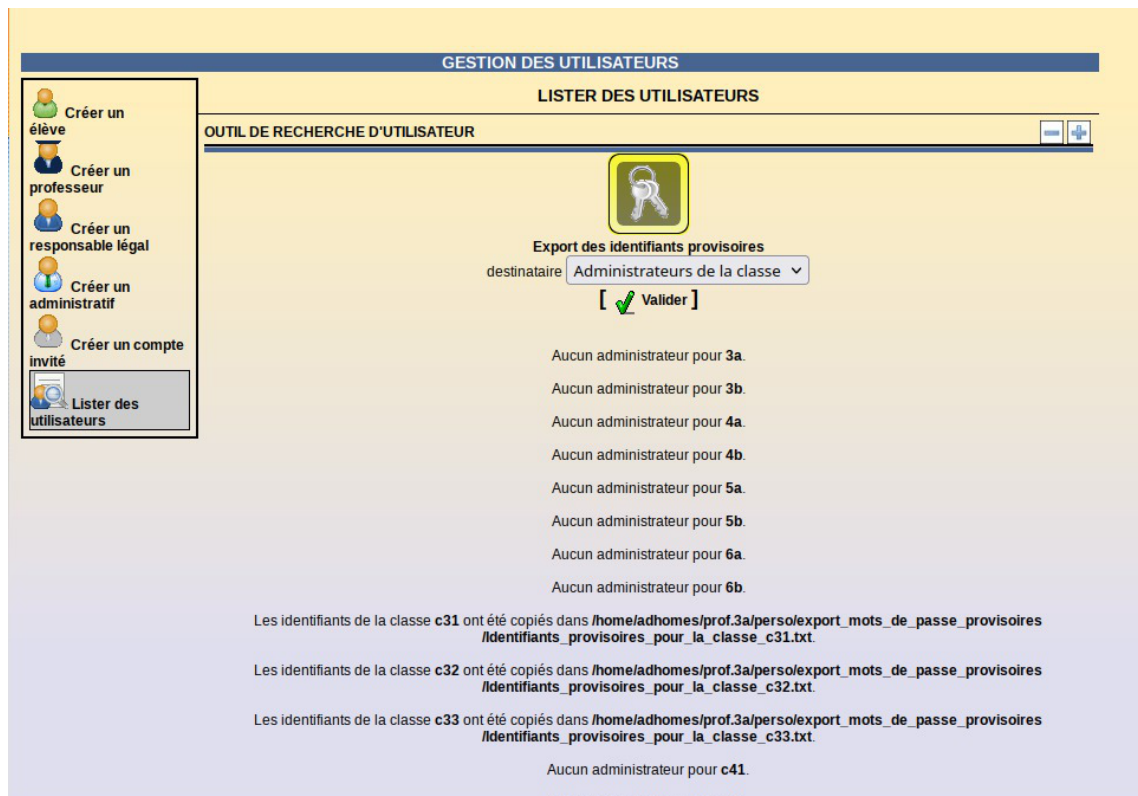 GESTION DES UTILISATEURS
Créer un
élève
Créer un
professeur
Créer un
responsable légal
Créer un
administratif
Créer un compte
invité
Lister des
utilisateurs
LISTER DES UTILISATEURS
OUTIL DE RECHERCHE D'UTILISATEUR
Export des identifiants provisoires
destinataire Administrateurs de la classe
[ Valider ]
Aucun administrateur pour 3a.
Aucun administrateur pour 3b.
Aucun administrateur pour 4a.
Aucun administrateur pour 4b.
Aucun administrateur pour 5a.
Aucun administrateur pour 5b.
Aucun administrateur pour 6a.
Aucun administrateur pour 6b.
Les identifiants de la classe c31 ont été copiés dans /home/adhomes/prof.3a/perso/export_mots_de_passe_provisoires
/Identifiants_provisoires_pour_la_classe_c31.txt.
Les identifiants de la classe c32 ont été copiés dans /home/adhomes/prof.3a/perso/export_mots_de_passe_provisoires
/Identifiants_provisoires_pour_la_classe_c32.txt.
Les identifiants de la classe c33 ont été copiés dans /home/adhomes/prof.3a/perso/export_mots_de_passe_provisoires
/Identifiants_provisoires_pour_la_classe_c33.txt.
Aucun administrateur pour c41.